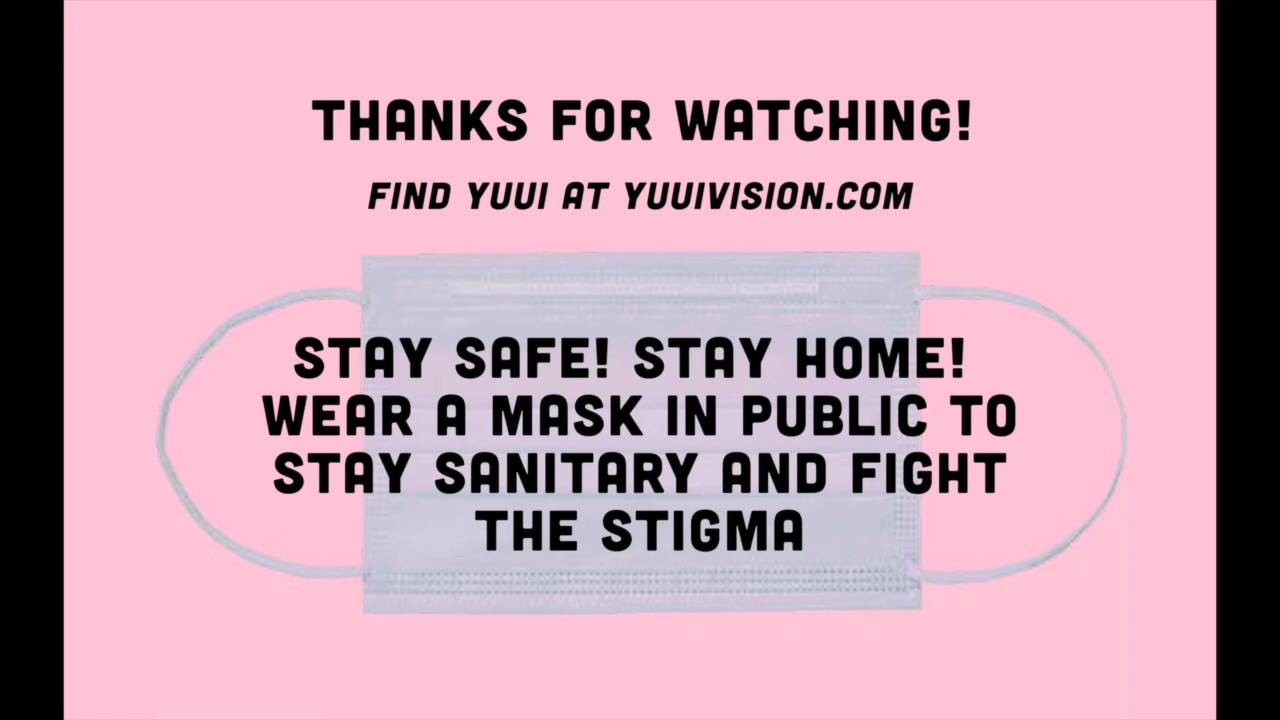 THANKS FOR WATCHING!
FIND YUUI AT YUUIVISION.COM
STAY SAFE! STAY HOME!
WEAR A MASK IN PUBLIC TO
STAY SANITARY AND FIGHT
THE STIGMA